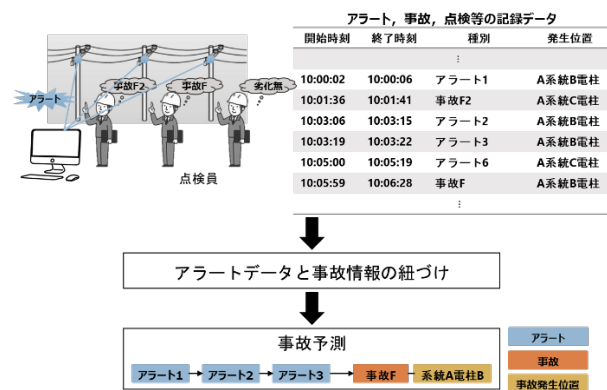 アラート, 事故, 点検等の記録データ
開始時刻 終了時刻 種別 発生位置
⋮
10:00:02 10:00:06 アラート1 A系統B電柱
10:01:36 10:01:41 事故F2 A系統C電柱
10:03:06 10:03:15 アラート2 A系統B電柱
10:03:19 10:03:22 アラート3 A系統B電柱
10:05:00 10:05:19 アラート6 A系統C電柱
10:05:59 10:06:28 事故F A系統B電柱
⋮
アラート
事故F2
事故F
劣化無
点検員
アラートデータと事故情報の紐づけ
事故予測
アラート1 アラート2 アラート3 事故F 系統A電柱B
アラート
事故
事故発生位置